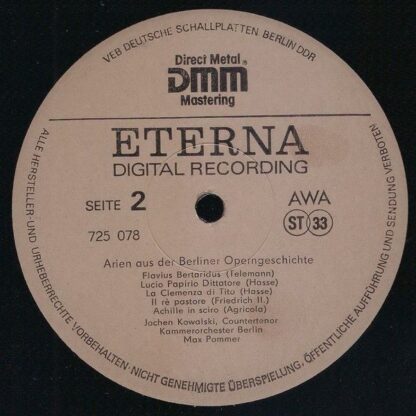 VEB DEUTSCHE SCHALLPLATTEN BERLIN DDR
Direct Metal
DMM®
Mastering
ETERNA
DIGITAL RECORDING
SEITE 2
AWA
725 078
ST 33
Arien aus der Berliner Operngeschichte
Flavius Bertaridus (Telemann)
Lucio Papirio Dittatore (Hasse)
La Clemenza di Tito (Hasse)
Il rè pastore (Friedrich II.)
Achille in sciro (Agricola)
Jochen Kowalski, Countertenor
Kammerorchester Berlin
Max Pommer
ALLE HERSTELLER-UND URHEBERRECHTE VORBEHALTEN·NICHT GENEHMIGTE ÜBERSPIELUNG, ÖFFENTLICHE AUFFÜHRUNG UND SENDUNG VERBOTEN